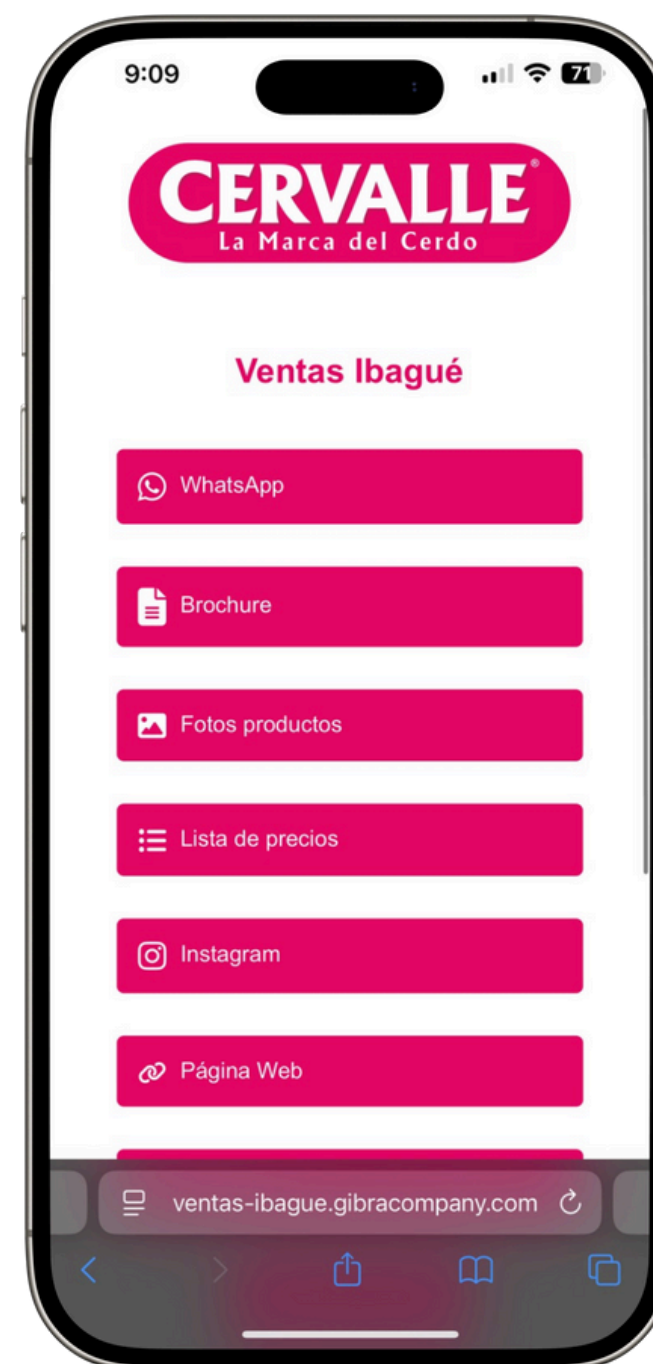 9:09
71
CERVALLE®
La Marca del Cerdo
Ventas Ibagué
WhatsApp
Brochure
Fotos productos
Lista de precios
Instagram
Página Web
ventas-ibague.gibracompany.com